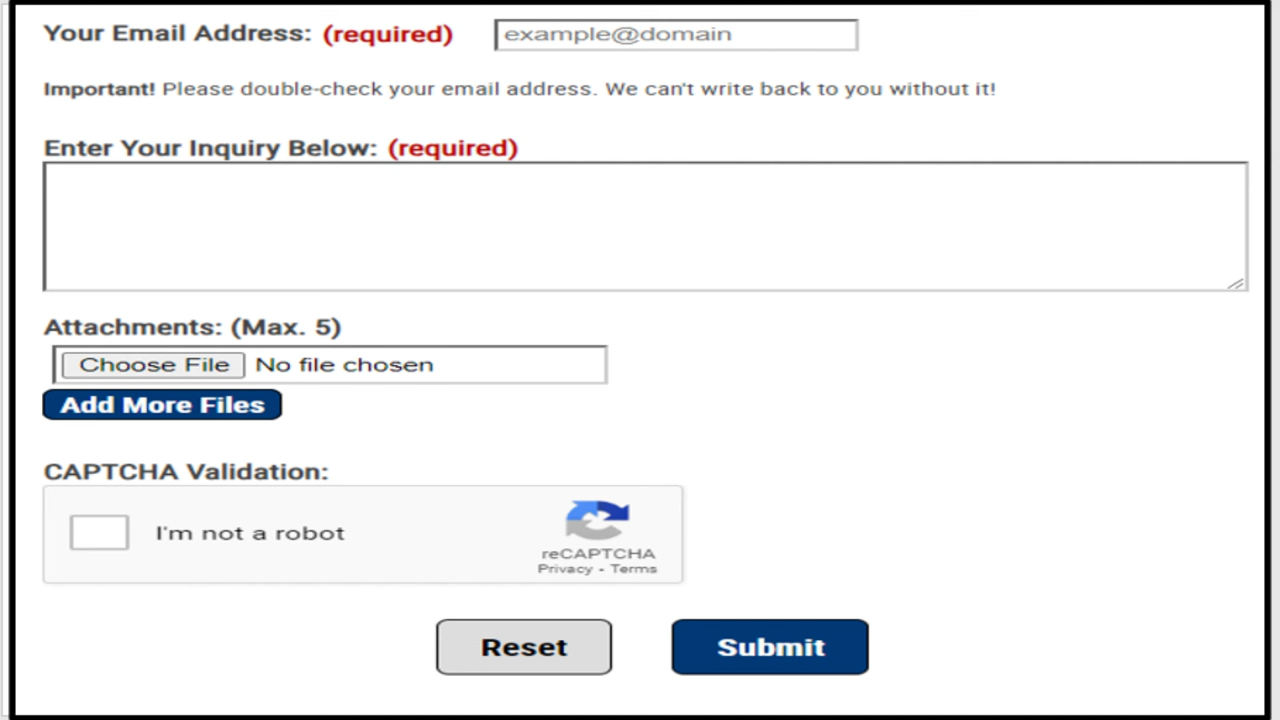 Your Email Address: (required) example@domain
Important! Please double-check your email address. We can't write back to you without it!
Enter Your Inquiry Below: (required)
Attachments: (Max. 5)
Choose File No file chosen
Add More Files
CAPTCHA Validation:
I'm not a robot
reCAPTCHA
Privacy - Terms
Reset Submit